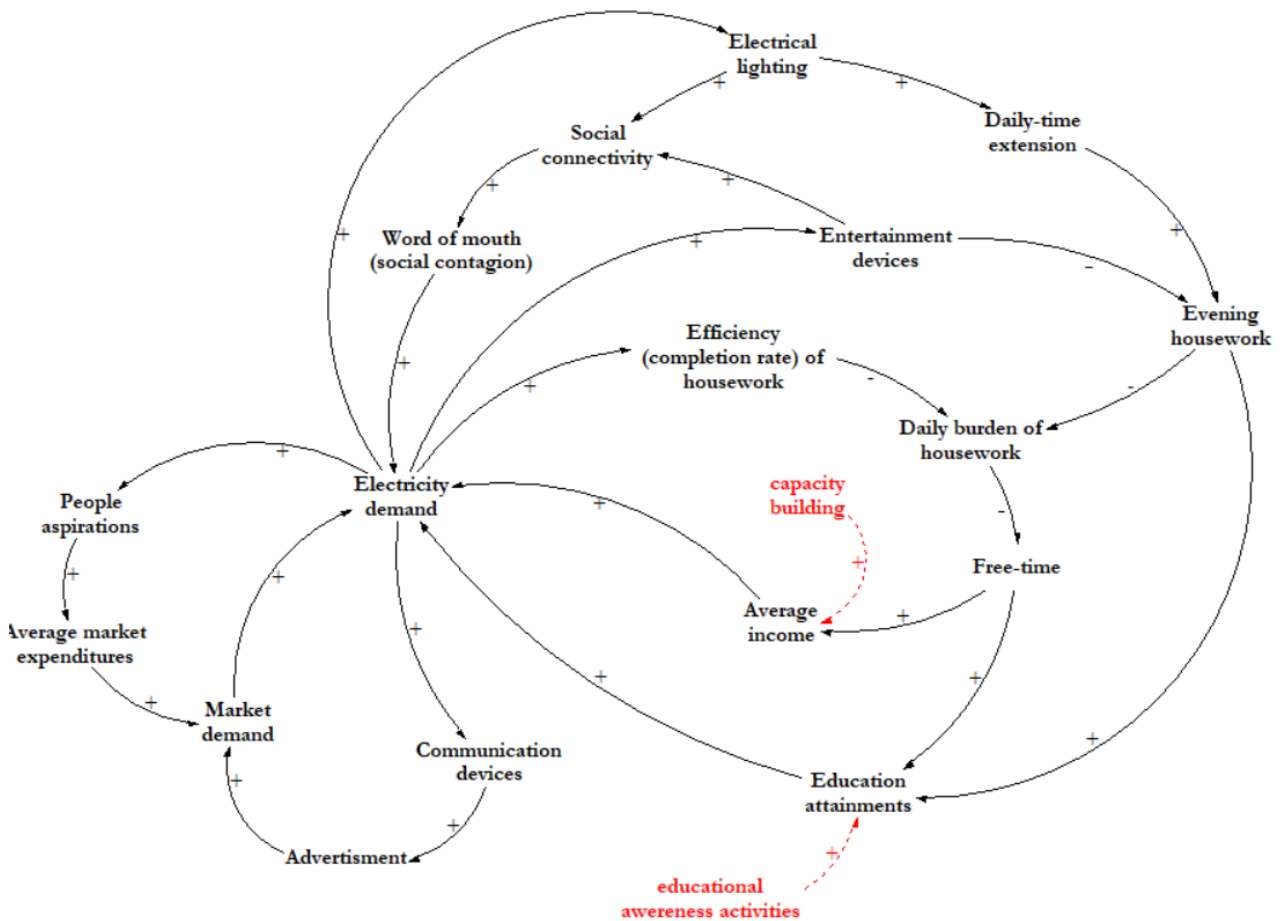 Electrical
lighting
+
+
Daily-time
extension
Social
connectivity
+
+
+
+
+
Word of mouth
(social contagion)
Entertainment
devices
+
-
Evening
housework
Efficiency
(completion rate) of
housework
+
+
-
-
Daily burden of
housework
+
Electricity
demand
capacity
building
People
aspirations
+
-
+
Free-time
+
+
Average
income
+
Average market
expenditures
+
+
+
+
Market
demand
+
Communication
devices
Education
attainments
+
+
+
Advertisment
+
educational
awereness activities